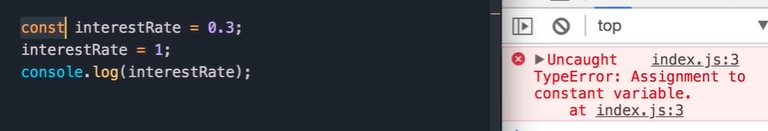 const interestRate = 0.3;
interestRate = 1;
console.log(interestRate);
top
Uncaught index.js:3
TypeError: Assignment to
constant variable.
at index.js:3